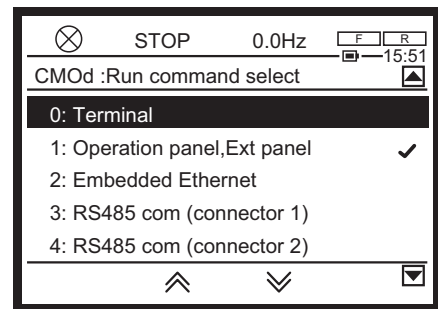 STOP 0.0Hz F R
15:51
CMOd :Run command select
0: Terminal
1: Operation panel,Ext panel
2: Embedded Ethernet
3: RS485 com (connector 1)
4: RS485 com (connector 2)